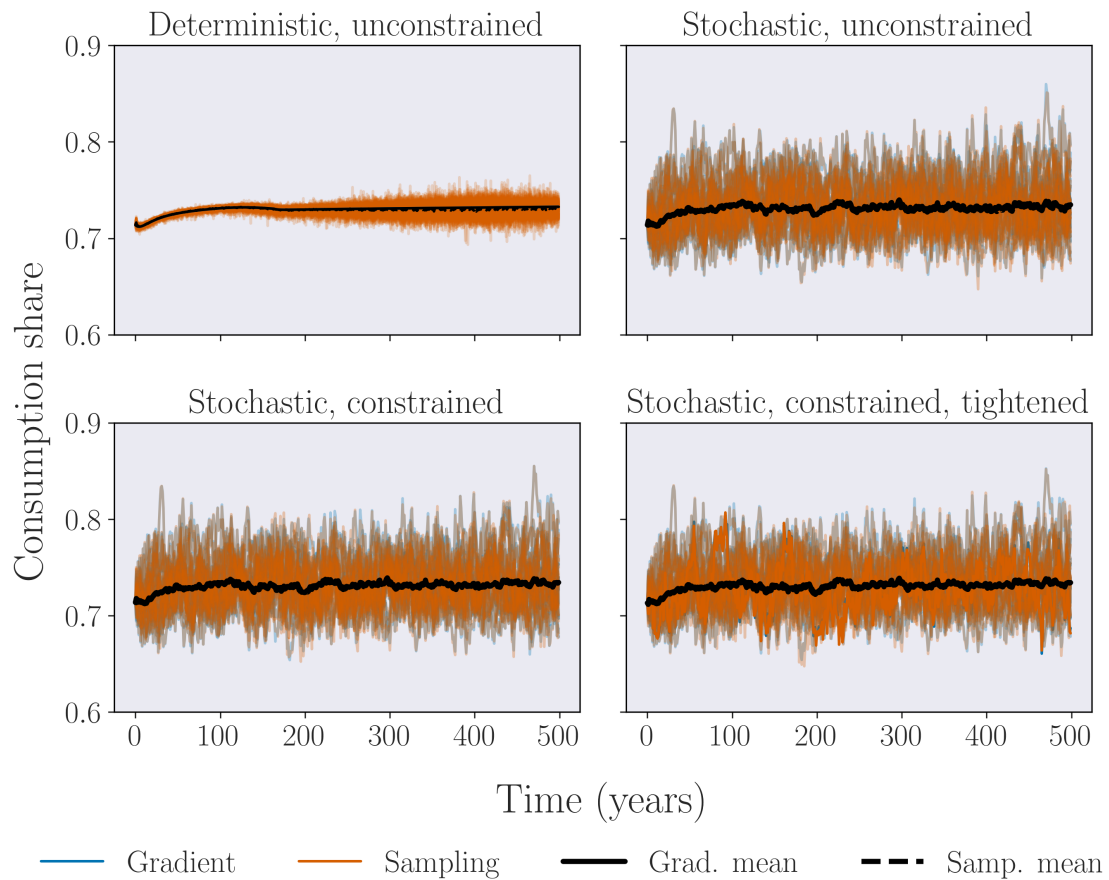 Deterministic, unconstrained
Stochastic, unconstrained
0.9
0.8
0.7
0.6
Consumption share
Stochastic, constrained
Stochastic, constrained, tightened
0.9
0.8
0.7
0.6
0 100 200 300 400 500
0 100 200 300 400 500
Time (years)
Gradient Sampling Grad. mean Samp. mean